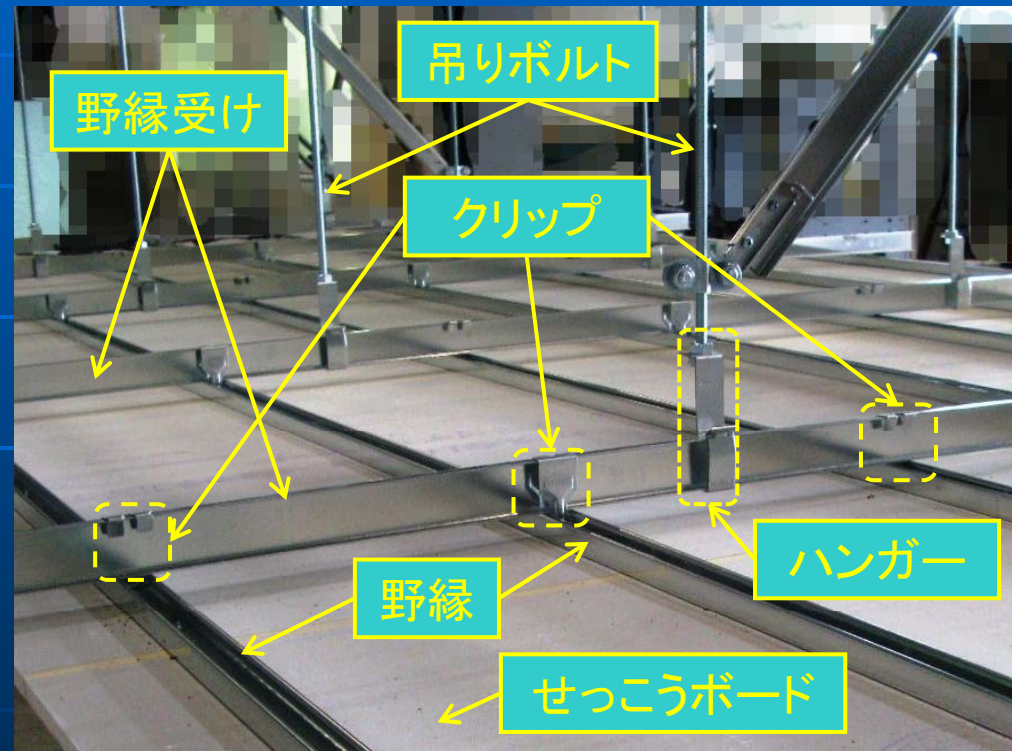 吊りボルト
野縁受け
クリップ
ハンガー
野縁
せっこうボード